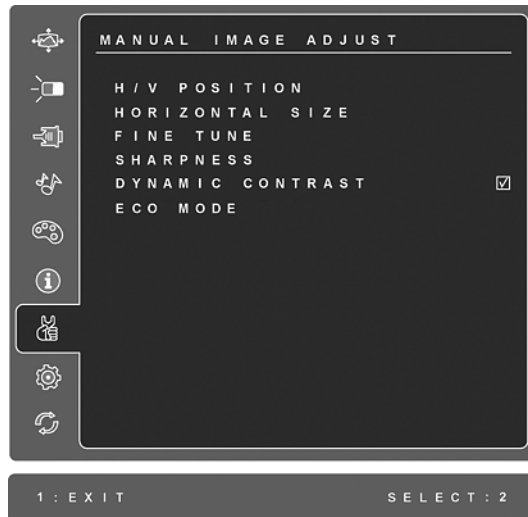 MANUAL IMAGE ADJUST
H/V POSITION
HORIZONTAL SIZE
FINE TUNE
SHARPNESS
DYNAMIC CONTRAST
ECO MODE
1:EXIT SELECT:2